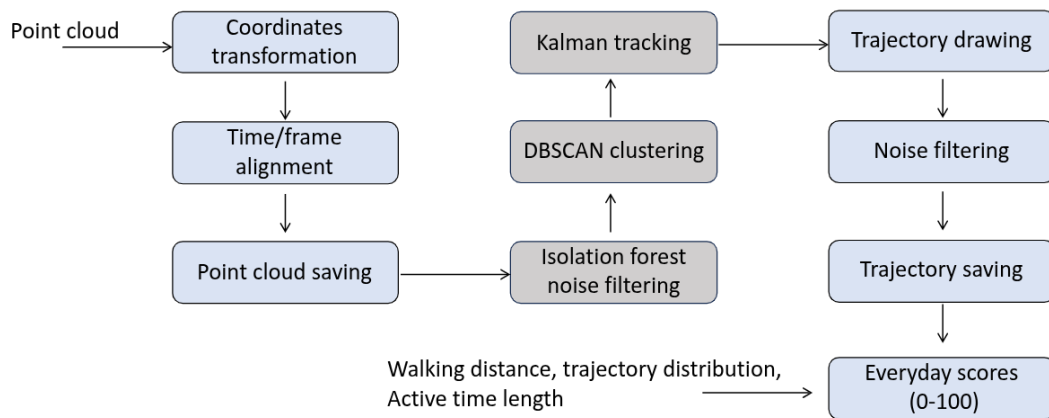 Point cloud
Coordinates
transformation
Time/frame
alignment
Point cloud saving
Isolation forest
noise filtering
DBSCAN clustering
Kalman tracking
Trajectory drawing
Noise filtering
Trajectory saving
Walking distance, trajectory distribution,
Active time length
Everyday scores
(0-100)